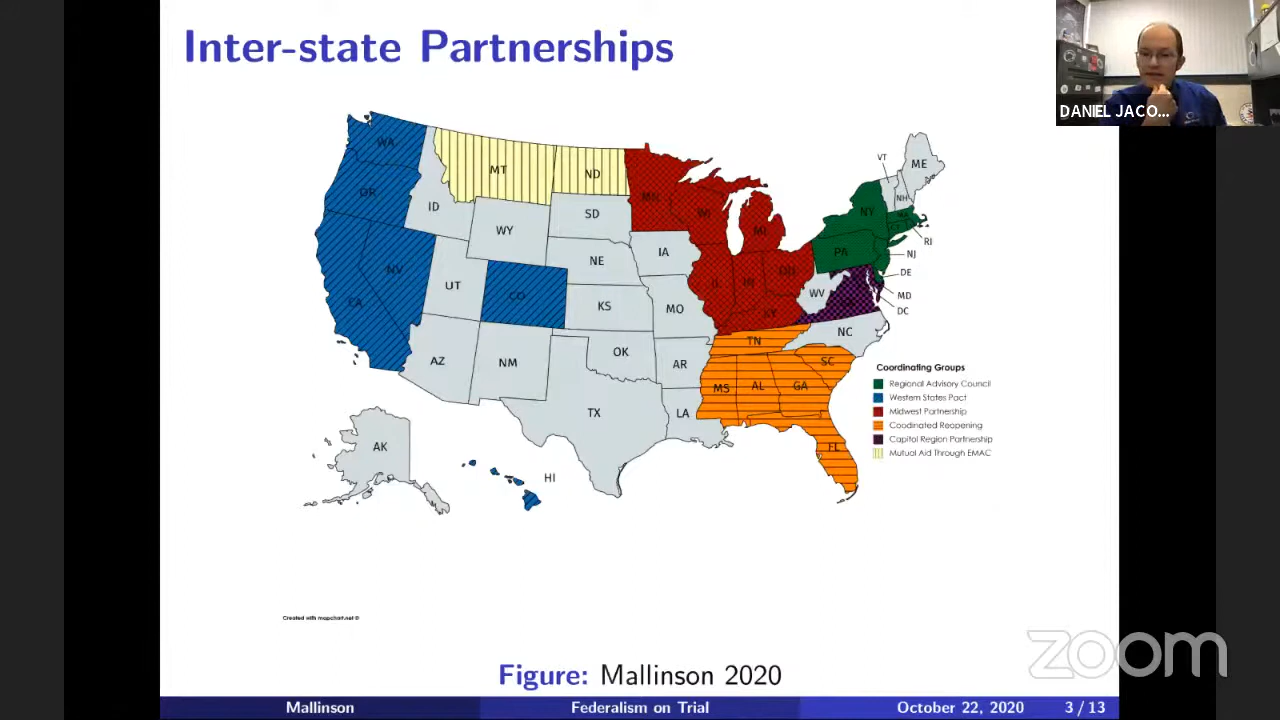 Inter-state Partnerships
DANIEL JACO...
WA
MT
ND
OR
ID
WY
SD
MN
WI
MI
VT
ME
NH
NY
MA
RI
PA
NJ
DE
MD
DC
NV
CA
UT
CO
NE
IA
IL
IN
OH
WV
KS
MO
KY
NC
AZ
NM
OK
AR
TN
SC
TX
LA
MS
AL
GA
FL
AK
HI
Coordinating Groups
Regional Advisory Council
Western States Pact
Midwest Partnership
Coodinated Reopening
Capitol Region Partnership
Mutual Aid Through EMAC
Created with mapchart.net ©
zoom
Figure: Mallinson 2020
Mallinson Federalism on Trial October 22, 2020 3 / 13